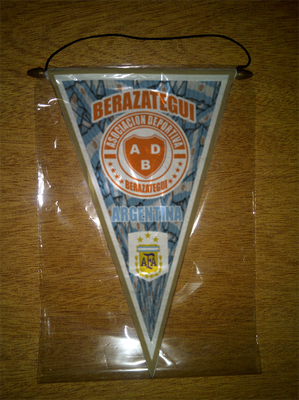 BERAZATEGUI
ASOCIACION DEPORTIVA
A D
B
BERAZATEGUI
ARGENTINA
AFA